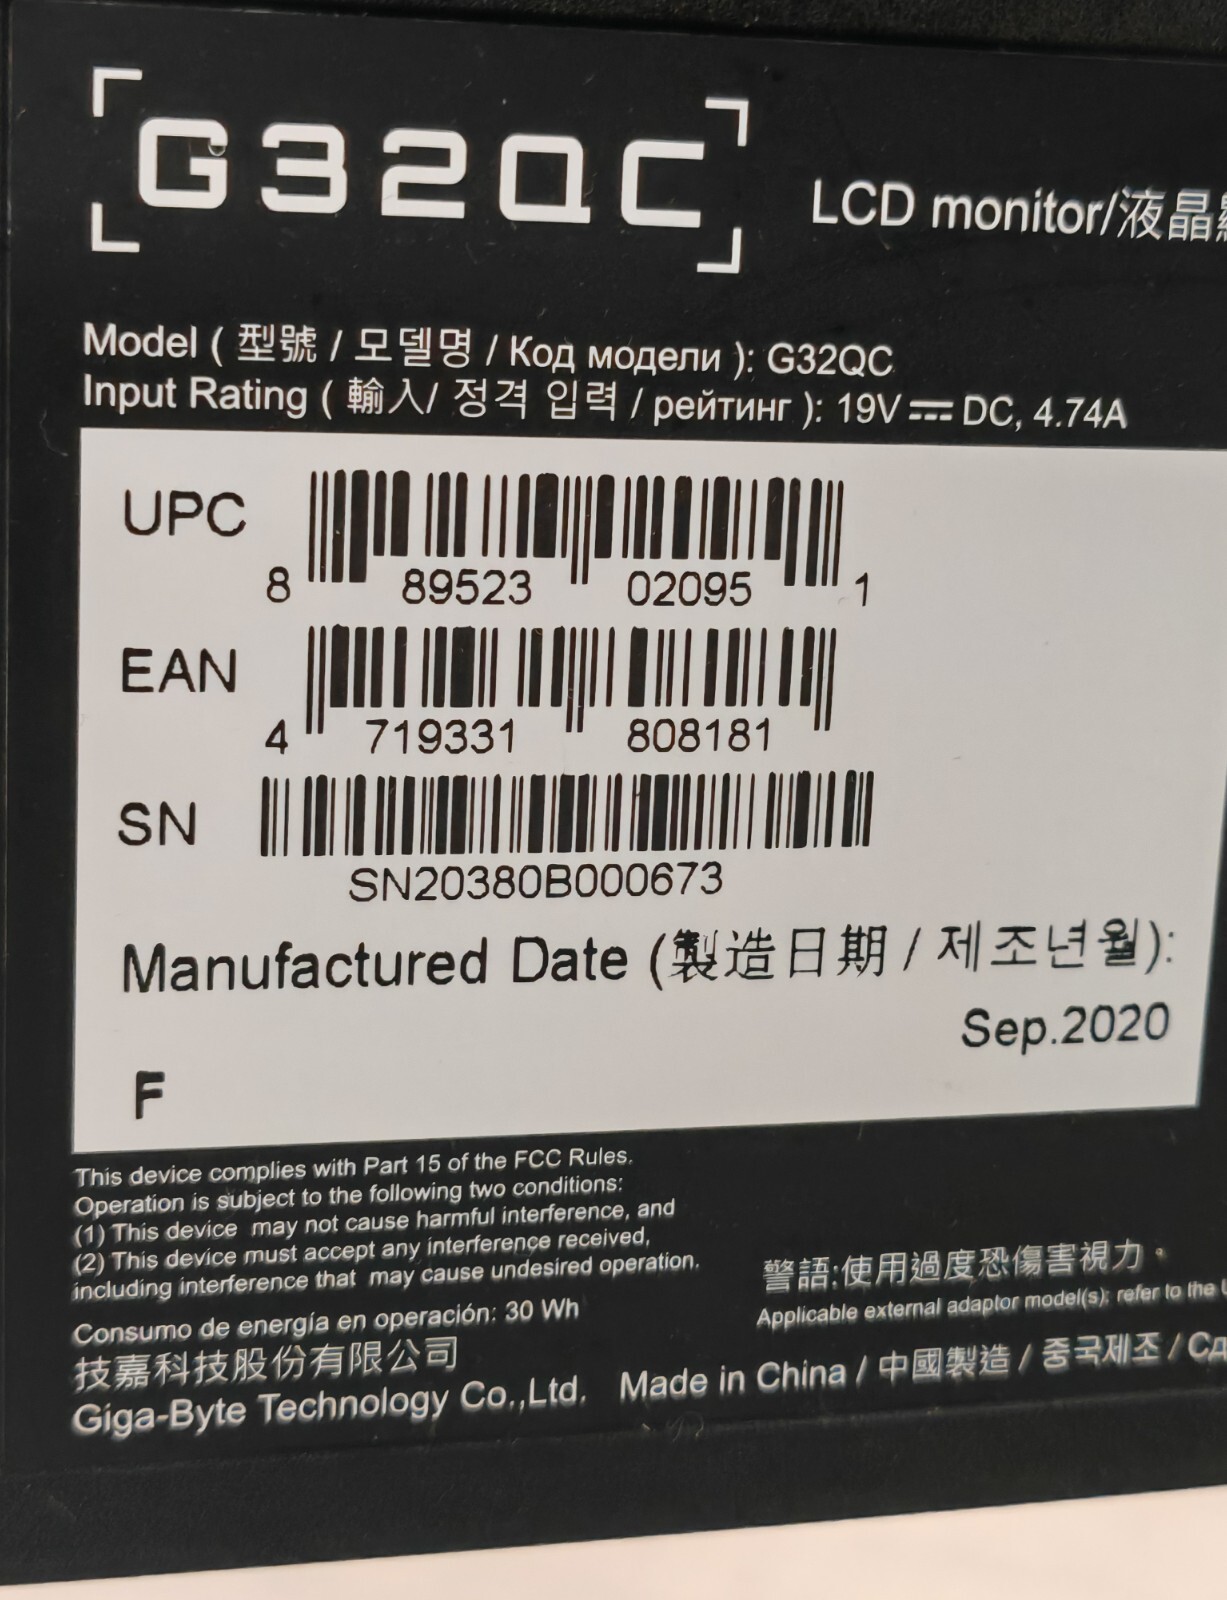 G32QC
LCD monitor/液晶
Model ( 型號 / 모델명 / Код модели ): G32QC
Input Rating ( 輸入/ 정격 입력 / рейтинг ): 19V ⎓ DC, 4.74A
UPC
8 89523 02095 1
EAN
4 719331 808181
SN
SN20380B000673
Manufactured Date (製造日期 / 제조년월):
Sep.2020
F
This device complies with Part 15 of the FCC Rules.
Operation is subject to the following two conditions:
(1) This device may not cause harmful interference, and
(2) This device must accept any interference received,
including interference that may cause undesired operation.
警語:使用過度恐傷害視力。
Applicable external adaptor model(s): refer to the
Consumo de energía en operación: 30 Wh
技嘉科技股份有限公司
Giga-Byte Technology Co.,Ltd. Made in China / 中國製造 / 중국제조 /